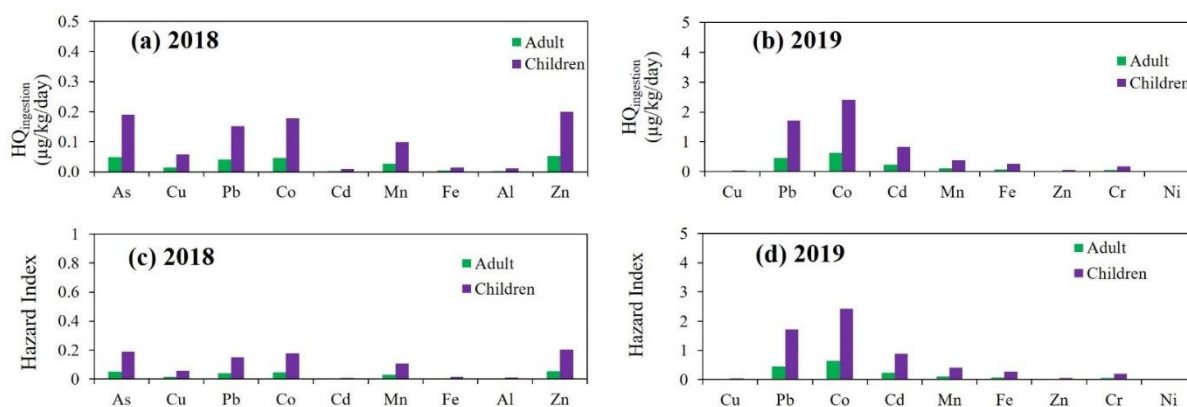 (a) 2018
Adult
Children
HQingestion
(μg/kg/day)
0.5
0.4
0.3
0.2
0.1
0.0
As Cu Pb Co Cd Mn Fe Al Zn
(b) 2019
Adult
Children
HQingestion
(μg/kg/day)
5
4
3
2
1
0
Cu Pb Co Cd Mn Fe Zn Cr Ni
(c) 2018
Adult
Children
Hazard Index
1
0.8
0.6
0.4
0.2
0
As Cu Pb Co Cd Mn Fe Al Zn
(d) 2019
Adult
Children
Hazard Index
5
4
3
2
1
0
Cu Pb Co Cd Mn Fe Zn Cr Ni